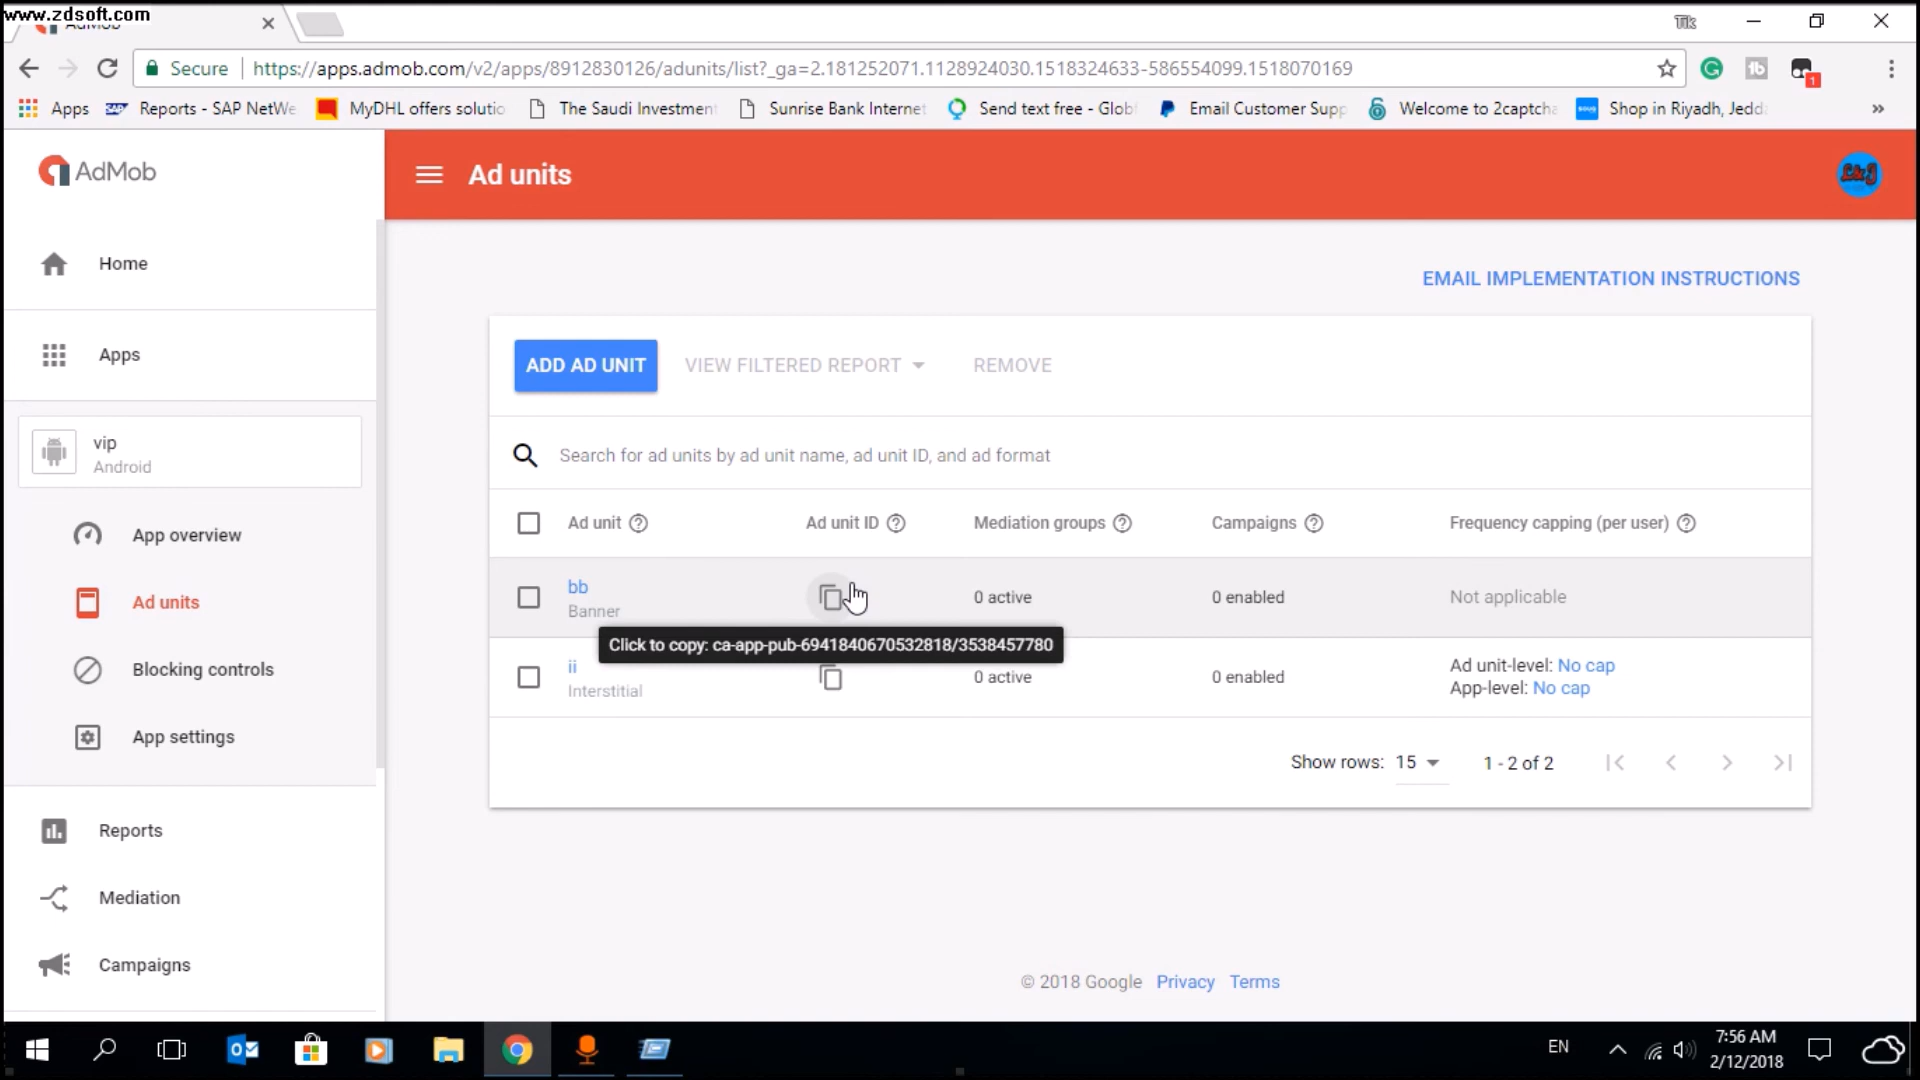 www.zdsoft.com
AdMob
Secure https://apps.admob.com/v2/apps/8912830126/adunits/list?_ga=2.181252071.1128924030.1518324633-586554099.1518070169
1
Apps SAP Reports - SAP NetWe MyDHL offers solutio The Saudi Investment Sunrise Bank Internet Send text free - Glob Email Customer Supp Welcome to 2captcha Shop in Riyadh, Jedd »
AdMob
Ad units
Home
EMAIL IMPLEMENTATION INSTRUCTIONS
Apps
ADD AD UNIT VIEW FILTERED REPORT REMOVE
vip
Android
Search for ad units by ad unit name, ad unit ID, and ad format
App overview
Ad unit Ad unit ID Mediation groups Campaigns Frequency capping (per user)
Ad units
bb
Banner
0 active 0 enabled Not applicable
Click to copy: ca-app-pub-6941840670532818/3538457780
Blocking controls
ii
Interstitial
0 active 0 enabled
Ad unit-level: No cap
App-level: No cap
App settings
Show rows: 15 1 - 2 of 2
Reports
Mediation
Campaigns
© 2018 Google Privacy Terms
EN
7:56 AM
2/12/2018